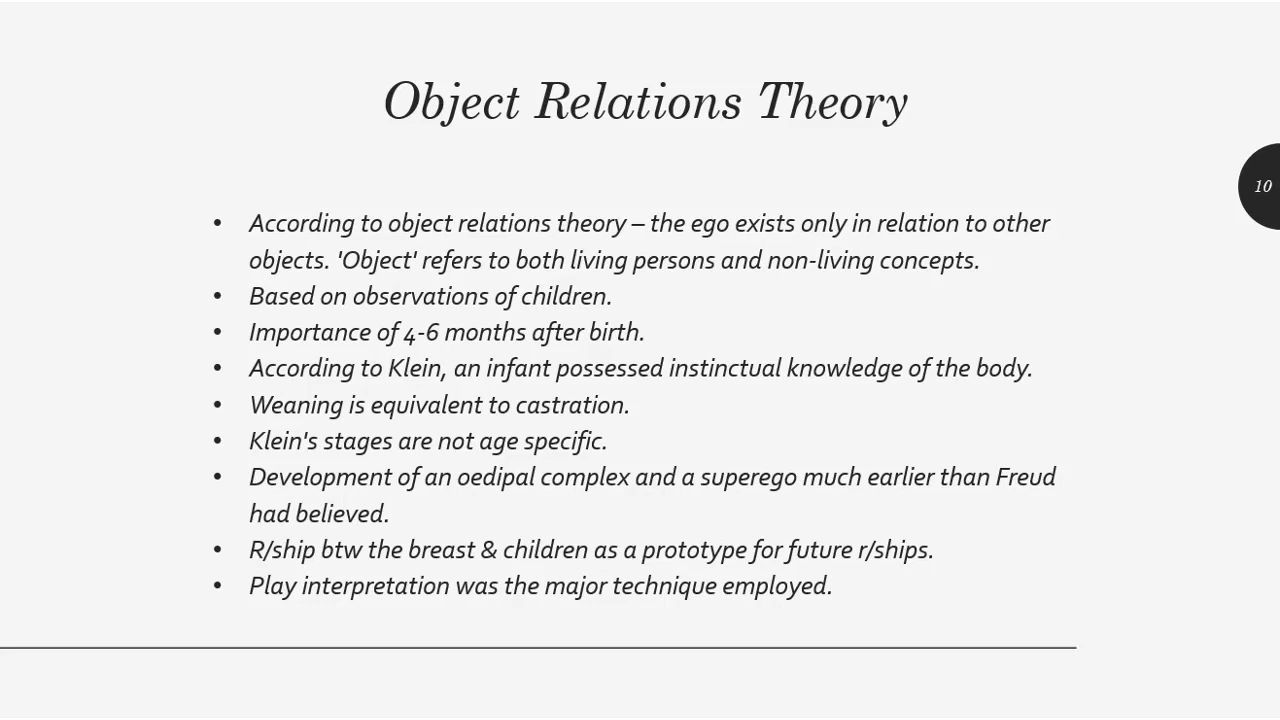 Object Relations Theory
10
• According to object relations theory – the ego exists only in relation to other
objects. 'Object' refers to both living persons and non-living concepts.
• Based on observations of children.
• Importance of 4-6 months after birth.
• According to Klein, an infant possessed instinctual knowledge of the body.
• Weaning is equivalent to castration.
• Klein's stages are not age specific.
• Development of an oedipal complex and a superego much earlier than Freud
had believed.
• R/ship btw the breast & children as a prototype for future r/ships.
• Play interpretation was the major technique employed.